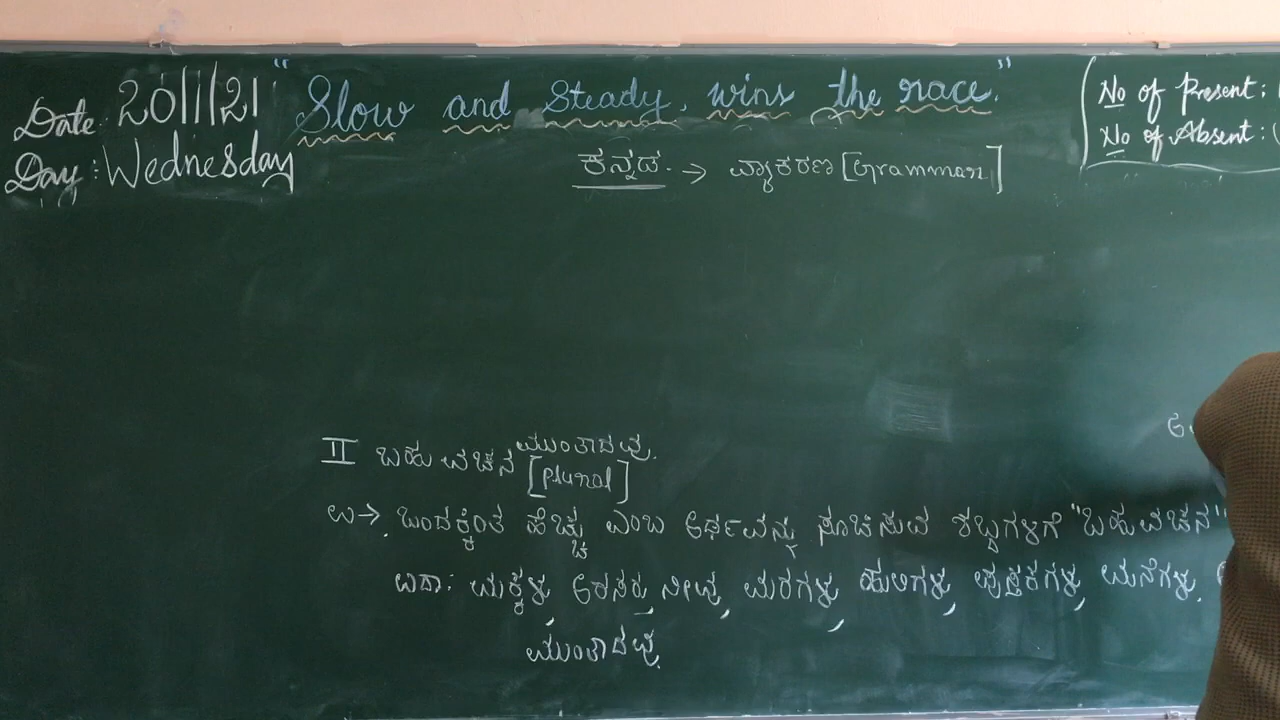 Date: 20/1/21 "Slow and Steady, wins the race."
No of Present:
Day: Wednesday
No of Absent:
ಕನ್ನಡ. → ವ್ಯಾಕರಣ [Grammar]
ಮುಂತಾದವು.
II ಬಹುವಚನ [plural]
ಒಂದಕ್ಕಿಂತ ಹೆಚ್ಚು ಎಂಬ ಅರ್ಥವನ್ನು ಸೂಚಿಸುವ ಶಬ್ದಗಳಿಗೆ "ಬಹುವಚನ"
ಉದಾ: ಮಕ್ಕಳು, ಅರಸರು, ನೀವು, ಮರಗಳು, ಹುಲಿಗಳು, ಪುಸ್ತಕಗಳು, ಮನೆಗಳು,
ಮುಂತಾದವು.